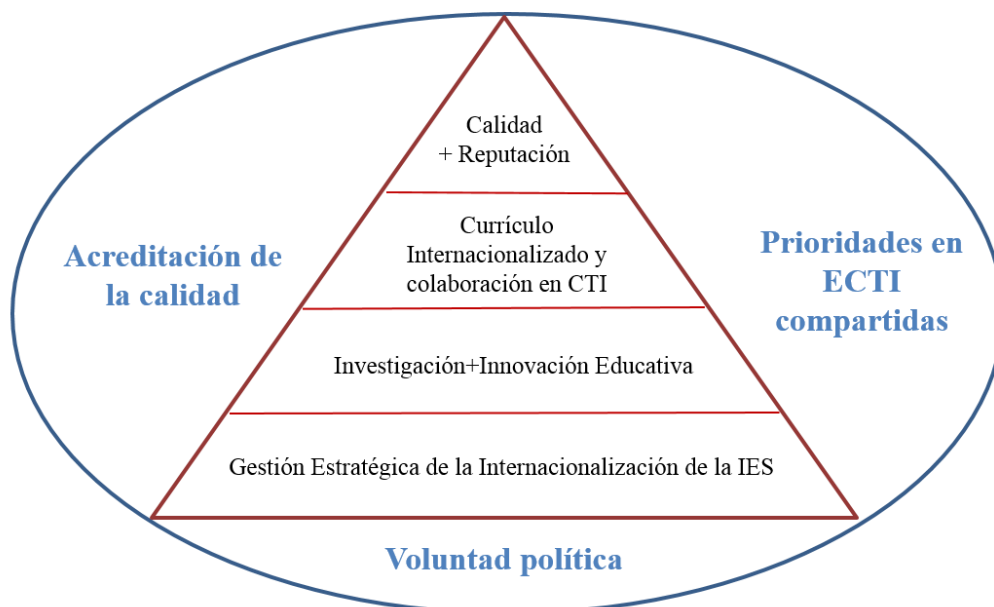 Calidad
+ Reputación
Currículo
Internacionalizado y
colaboración en CTI
Acreditación de
la calidad
Prioridades en
ECTI
compartidas
Investigación+Innovación Educativa
Gestión Estratégica de la Internacionalización de la IES
Voluntad política